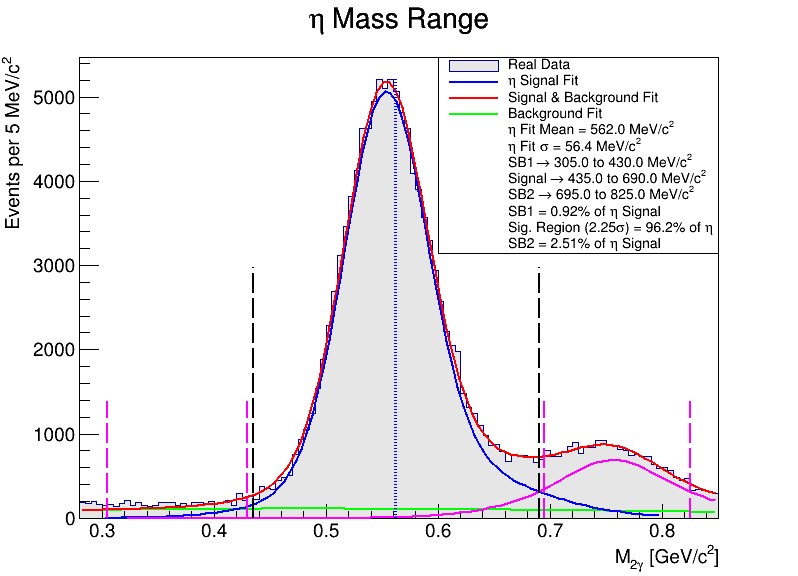 η Mass Range
Events per 5 MeV/c²
5000
4000
3000
2000
1000
0
Real Data
η Signal Fit
Signal & Background Fit
Background Fit
η Fit Mean = 562.0 MeV/c²
η Fit σ = 56.4 MeV/c²
SB1 → 305.0 to 430.0 MeV/c²
Signal → 435.0 to 690.0 MeV/c²
SB2 → 695.0 to 825.0 MeV/c²
SB1 = 0.92% of η Signal
Sig. Region (2.25σ) = 96.2% of η
SB2 = 2.51% of η Signal
0.3 0.4 0.5 0.6 0.7 0.8
M₂ᵧ [GeV/c²]